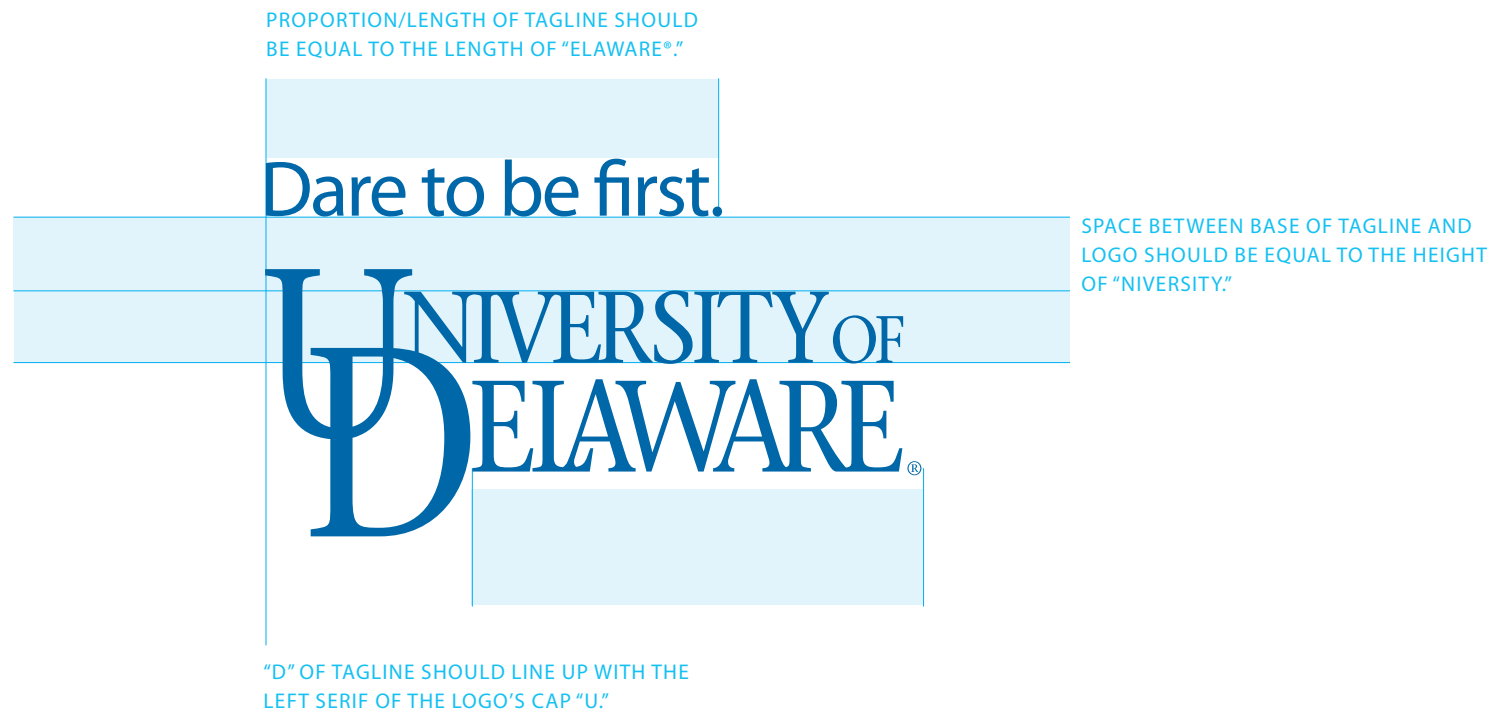 PROPORTION/LENGTH OF TAGLINE SHOULD
BE EQUAL TO THE LENGTH OF “ELAWARE®.”
Dare to be first.
SPACE BETWEEN BASE OF TAGLINE AND
LOGO SHOULD BE EQUAL TO THE HEIGHT
OF “NIVERSITY.”
UNIVERSITY OF
DELAWARE®
“D” OF TAGLINE SHOULD LINE UP WITH THE
LEFT SERIF OF THE LOGO’S CAP “U.”